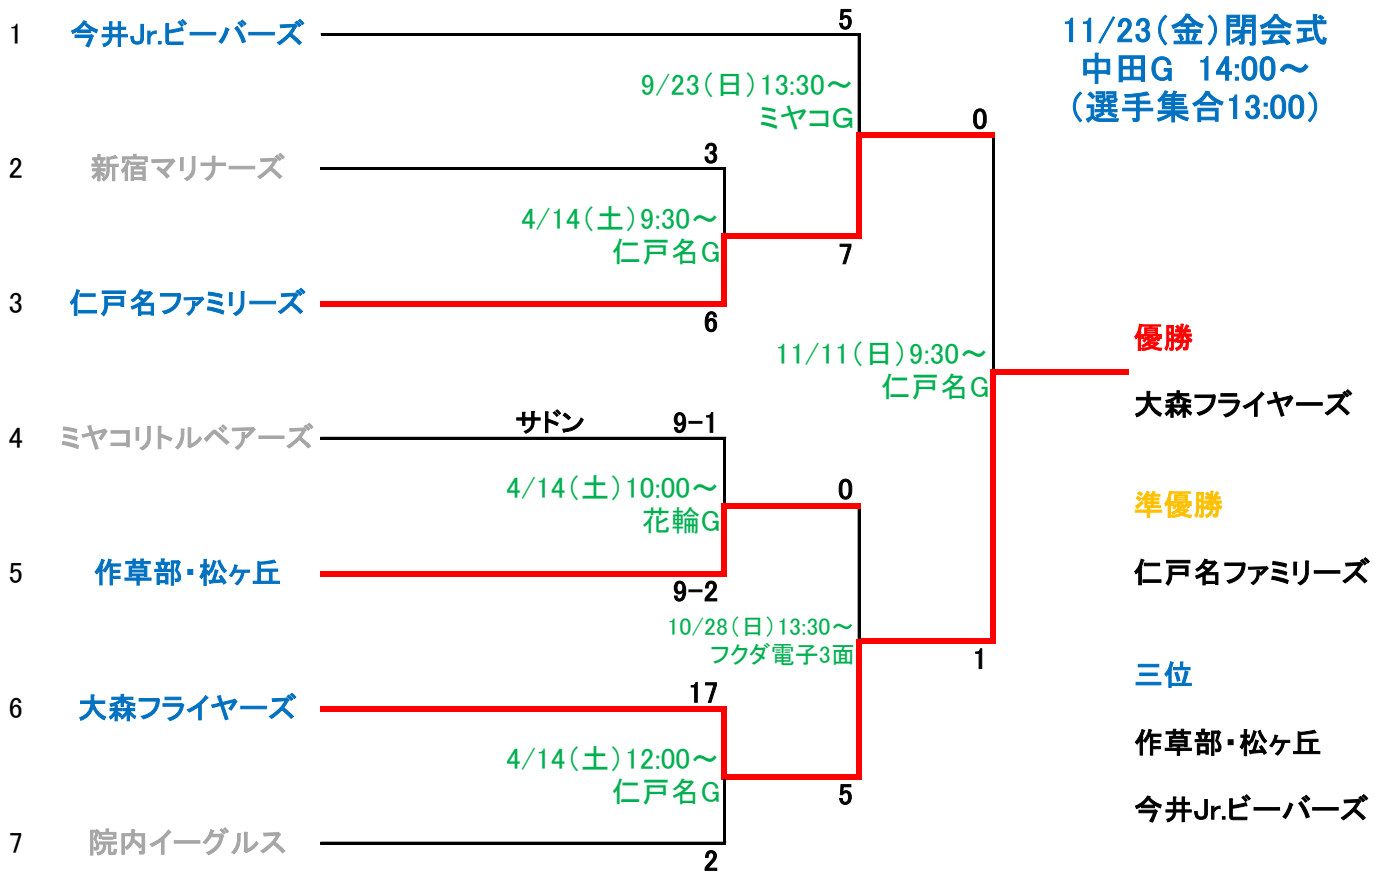 1 今井Jr.ビーバーズ
5
11/23(金)閉会式
中田G 14:00～
(選手集合13:00)
9/23(日)13:30～
ミヤコG
0
2 新宿マリナーズ
3
4/14(土)9:30～
仁戸名G
7
3 仁戸名ファミリーズ
6
11/11(日)9:30～
仁戸名G
優勝
大森フライヤーズ
4 ミヤコリトルベアーズ
サドン 9-1
4/14(土)10:00～
花輪G
0
準優勝
仁戸名ファミリーズ
5 作草部・松ヶ丘
9-2
10/28(日)13:30～
フクダ電子3面
1
三位
作草部・松ヶ丘
今井Jr.ビーバーズ
6 大森フライヤーズ
17
4/14(土)12:00～
仁戸名G
5
7 院内イーグルス
2